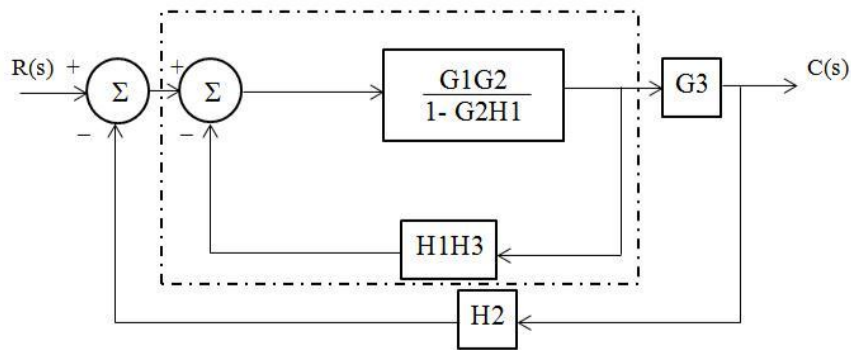 R(s)
+
Σ
−
+
Σ
−
G1G2
1- G2H1
G3
C(s)
H1H3
H2